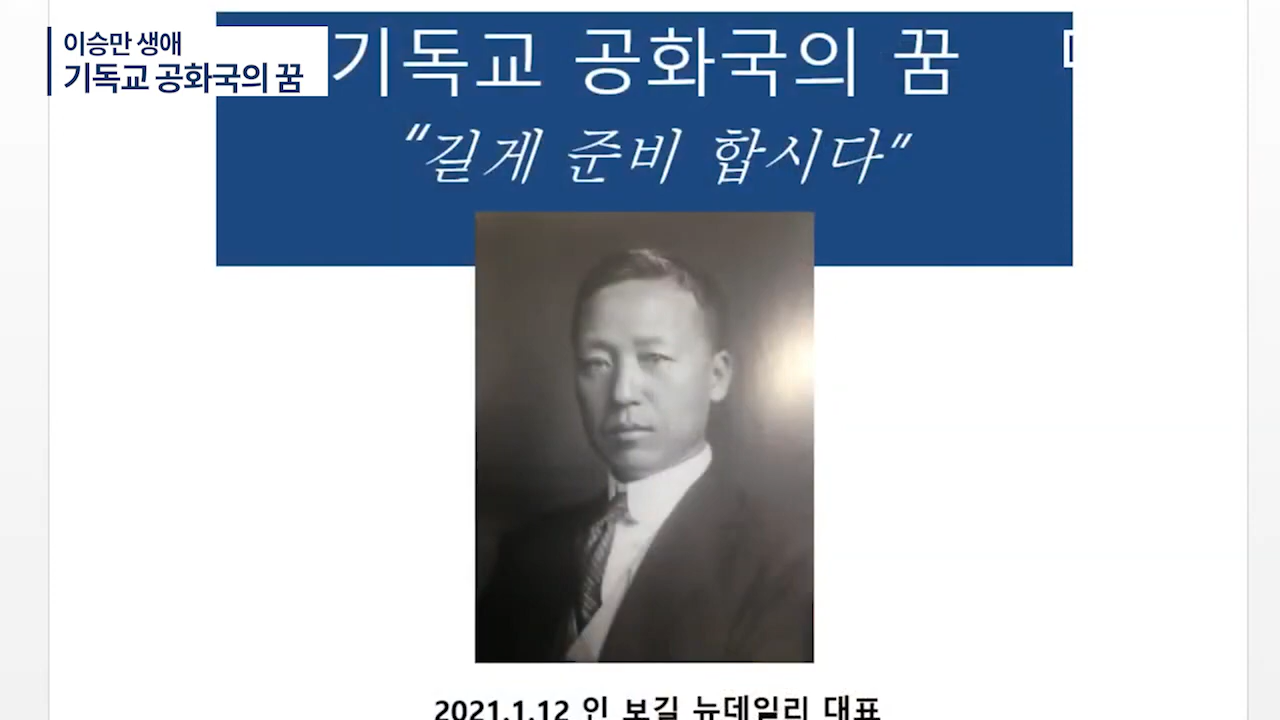 이승만 생애
기독교 공화국의 꿈
기독교 공화국의 꿈
“길게 준비 합시다”
2021.1.12 인 보길 뉴데일리 대표